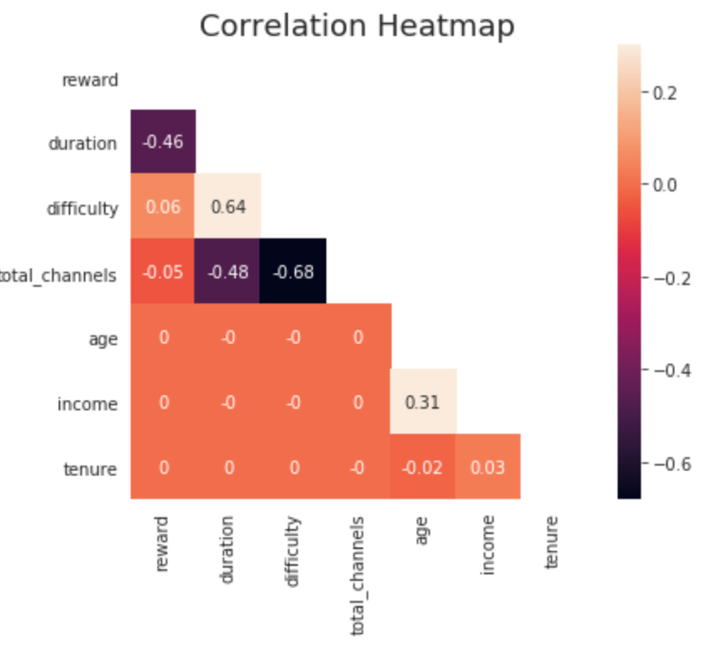 Correlation Heatmap
reward
duration -0.46
difficulty 0.06 0.64
total_channels -0.05 -0.48 -0.68
age 0 -0 -0 0
income 0 -0 -0 0 0.31
tenure 0 0 0 -0 -0.02 0.03
reward duration difficulty total_channels age income tenure
0.2
0.0
−0.2
−0.4
−0.6